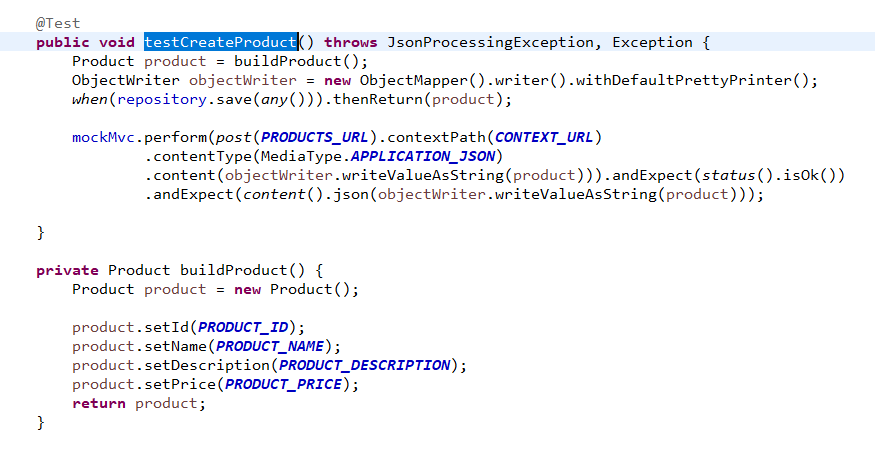 @Test
public void testCreateProduct() throws JsonProcessingException, Exception {
Product product = buildProduct();
ObjectWriter objectWriter = new ObjectMapper().writer().withDefaultPrettyPrinter();
when(repository.save(any())).thenReturn(product);
mockMvc.perform(post(PRODUCTS_URL).contextPath(CONTEXT_URL)
.contentType(MediaType.APPLICATION_JSON)
.content(objectWriter.writeValueAsString(product))).andExpect(status().isOk())
.andExpect(content().json(objectWriter.writeValueAsString(product)));
}
private Product buildProduct() {
Product product = new Product();
product.setId(PRODUCT_ID);
product.setName(PRODUCT_NAME);
product.setDescription(PRODUCT_DESCRIPTION);
product.setPrice(PRODUCT_PRICE);
return product;
}